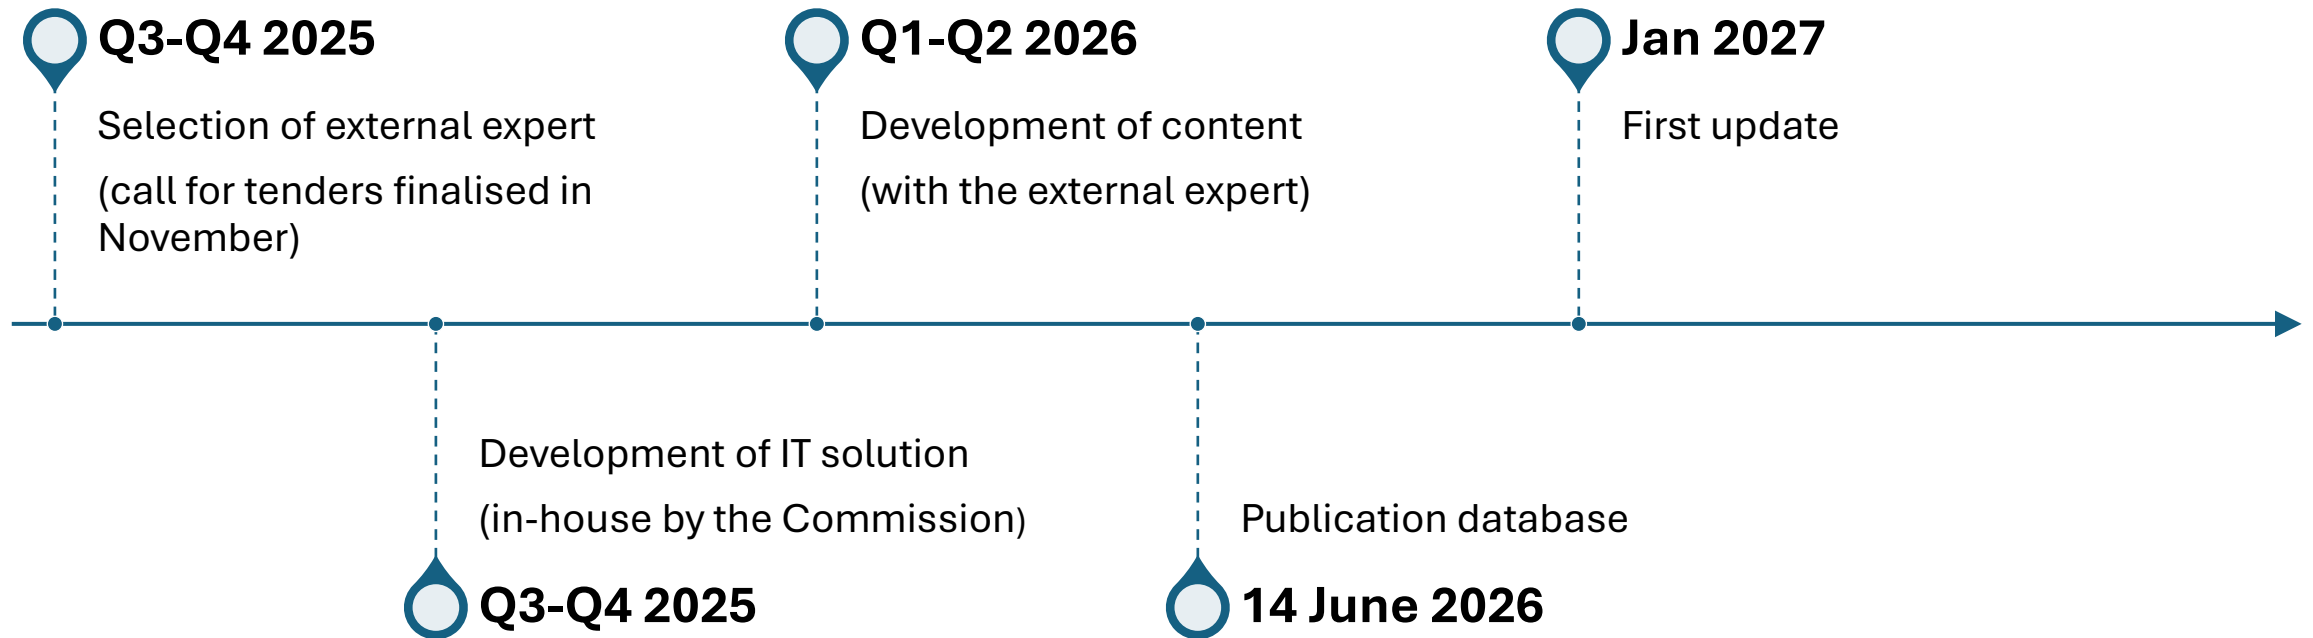 Q3-Q4 2025
Selection of external expert
(call for tenders finalised in
November)
Development of IT solution
(in-house by the Commission)
Q3-Q4 2025
Q1-Q2 2026
Development of content
(with the external expert)
Publication database
14 June 2026
Jan 2027
First update